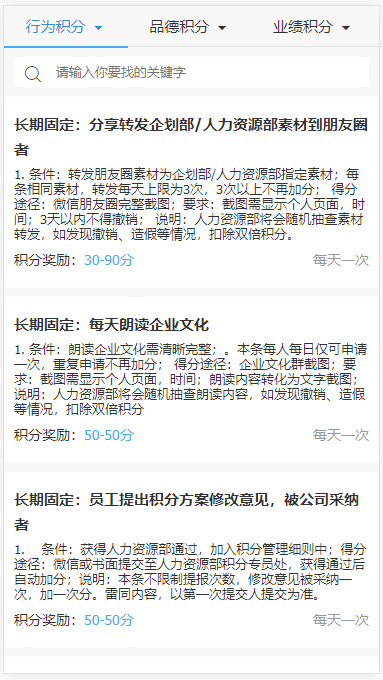 行为积分 品德积分 业绩积分
请输入你要找的关键字
长期固定：分享转发企划部/人力资源部素材到朋友圈
者
1. 条件：转发朋友圈素材为企划部/人力资源部指定素材；每
条相同素材，转发每天上限为3次，3次以上不再加分； 得分
途径：微信朋友圈完整截图；要求：截图需显示个人页面，时
间；3天以内不得撤销； 说明：人力资源部将会随机抽查素材
转发，如发现撤销、造假等情况，扣除双倍积分。
积分奖励：30-90分 每天一次
长期固定：每天朗读企业文化
1. 条件：朗读企业文化需清晰完整；。本条每人每日仅可申请
一次，重复申请不再加分； 得分途径：企业文化群截图；要
求：截图需显示个人页面，时间；朗读内容转化为文字截图；
说明：人力资源部将会随机抽查朗读内容，如发现撤销、造假
等情况，扣除双倍积分
积分奖励：50-50分 每天一次
长期固定：员工提出积分方案修改意见，被公司采纳
者
1. 条件：获得人力资源部通过，加入积分管理细则中；得分
途径：微信或书面提交至人力资源部积分专员处，获得通过后
自动加分；说明：本条不限制提报次数，修改意见被采纳一
次，加一次分。雷同内容，以第一次提交人提交为准。
积分奖励：50-50分 每天一次